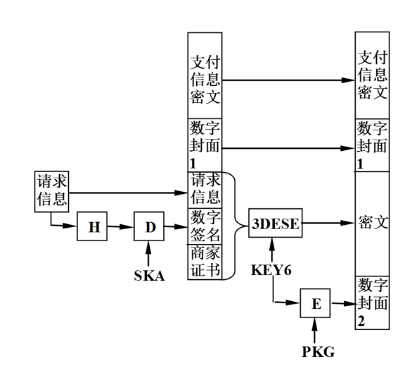 支付
信息
密文
数字
封面
1
请求
信息
数字
签名
商家
证书
请求
信息
H
D
SKA
3DESE
KEY6
E
PKG
支付
信息
密文
数字
封面
1
密文
数字
封面
2